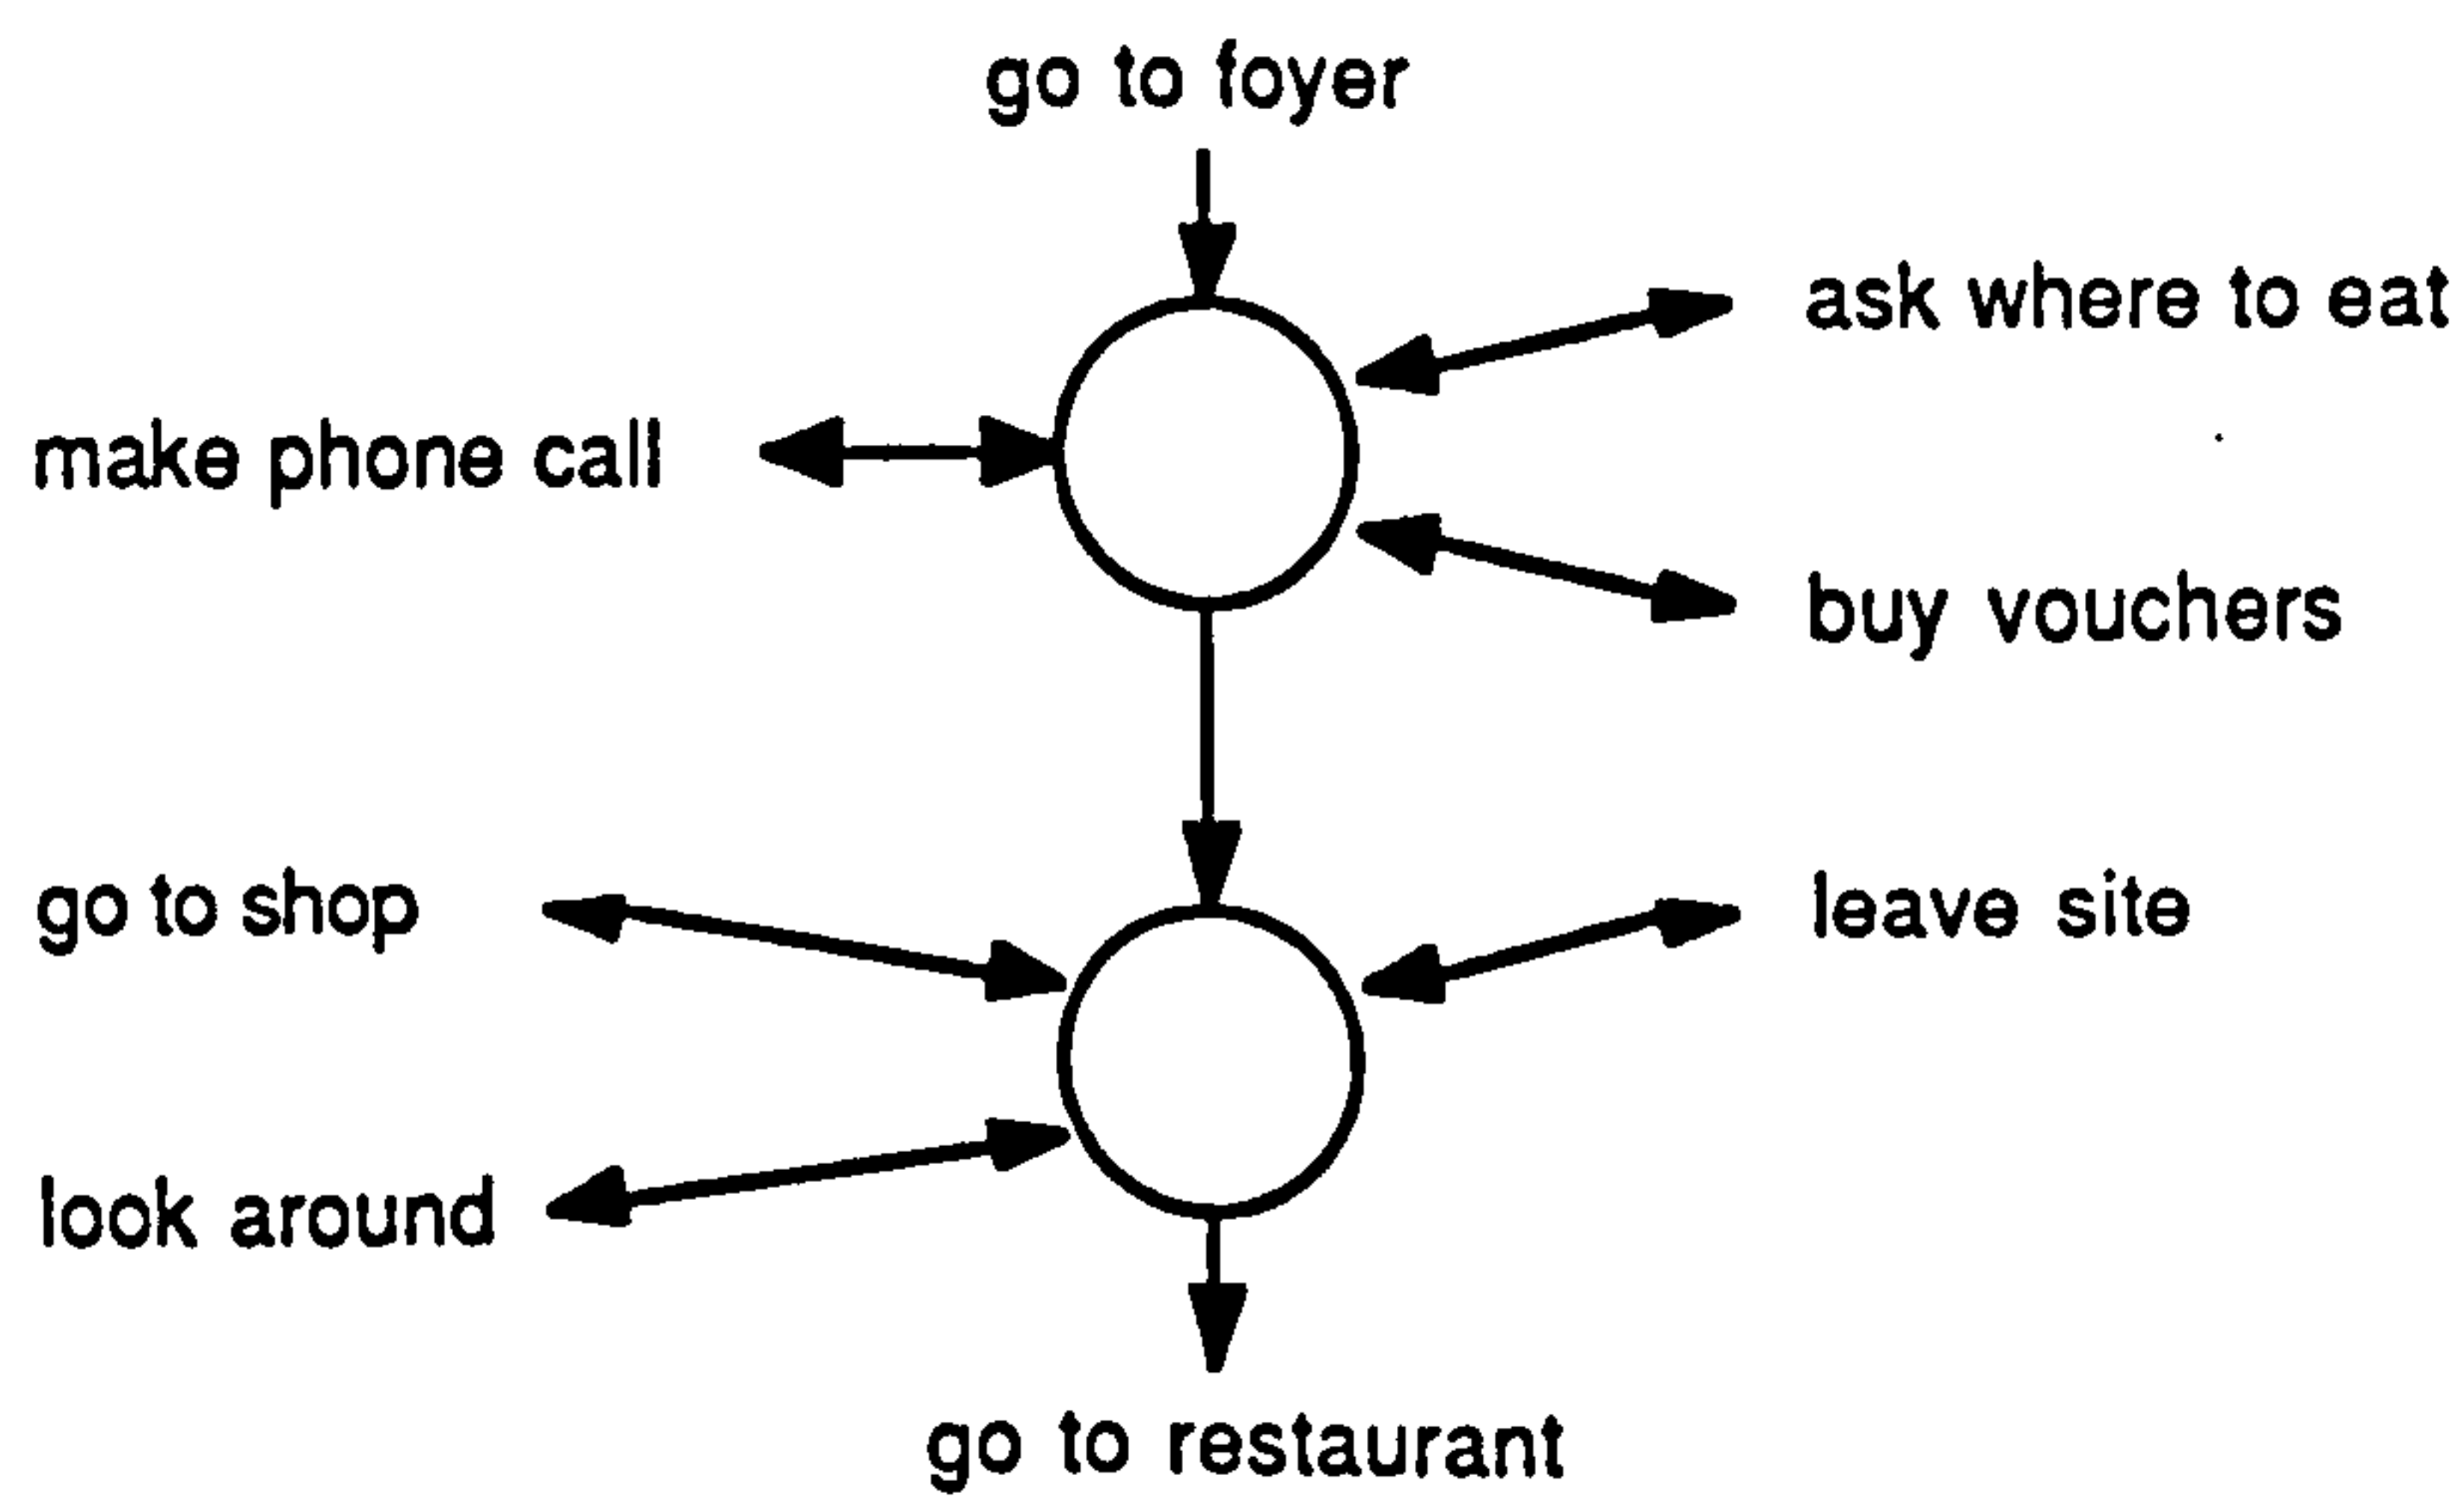 go to foyer
ask where to eat
make phone call
buy vouchers
go to shop
leave site
look around
go to restaurant